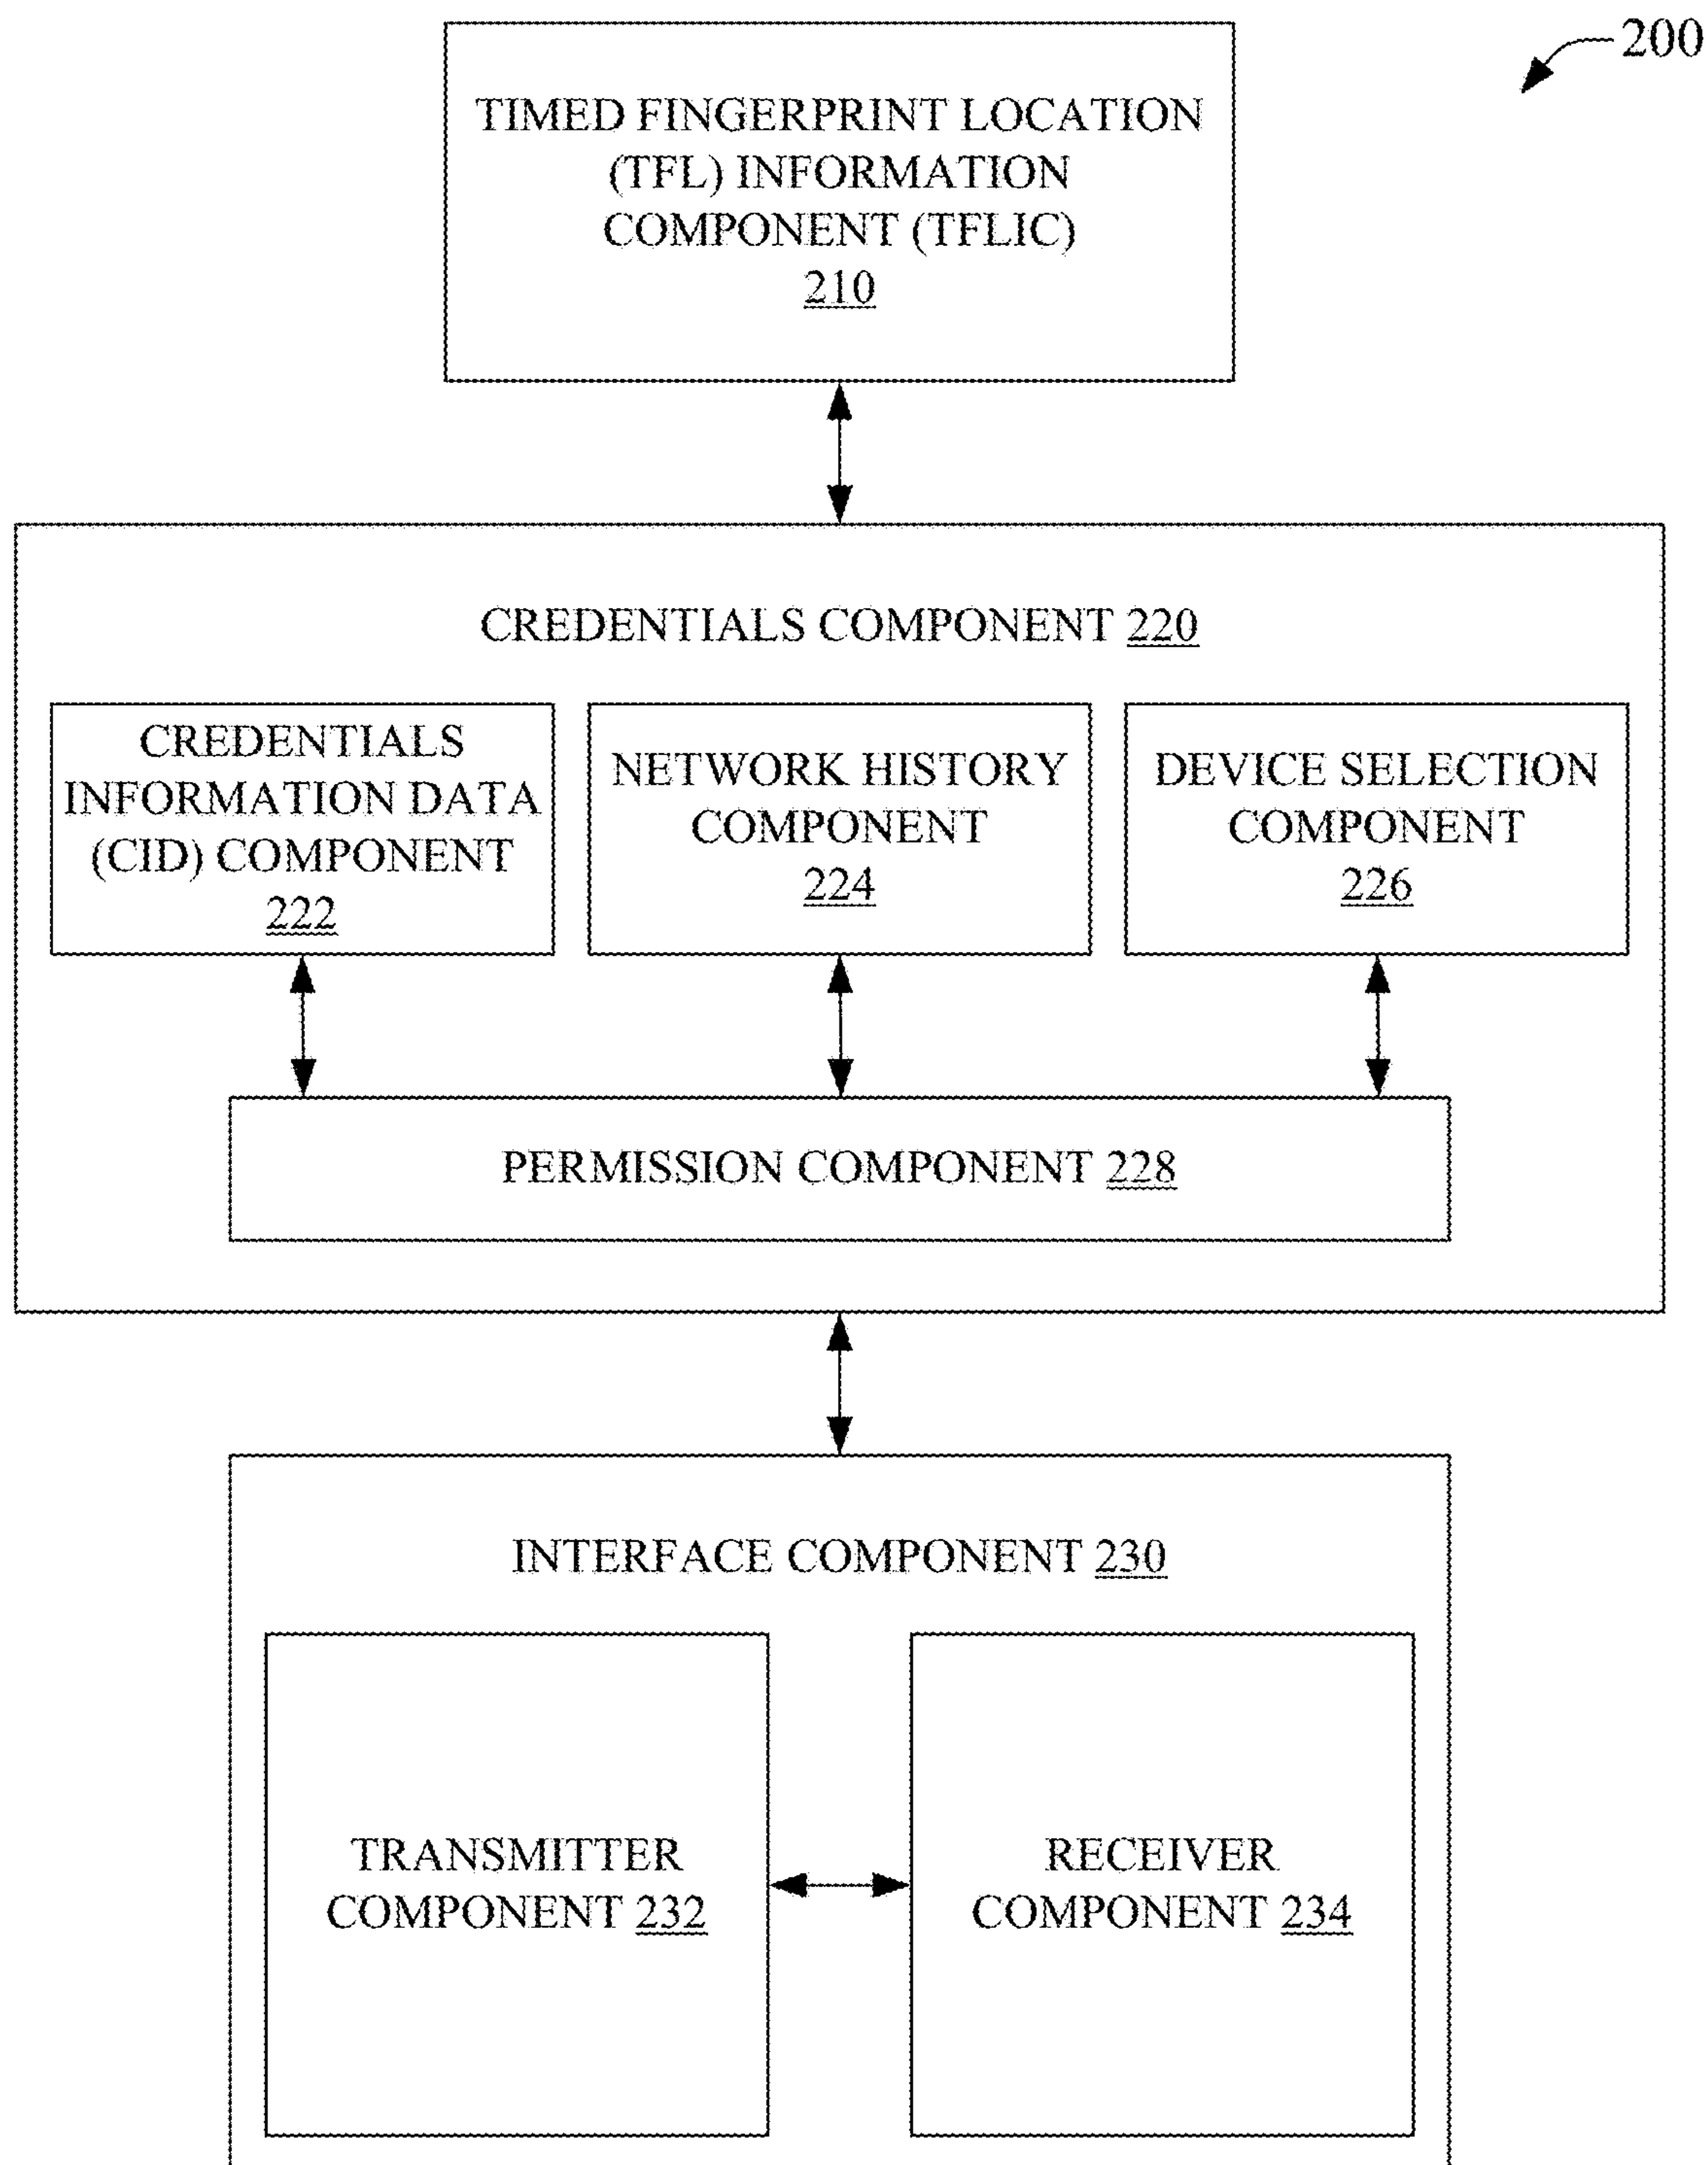 200
TIMED FINGERPRINT LOCATION
(TFL) INFORMATION
COMPONENT (TFLIC)
210
CREDENTIALS COMPONENT 220
CREDENTIALS
INFORMATION DATA
(CID) COMPONENT
222
NETWORK HISTORY
COMPONENT
224
DEVICE SELECTION
COMPONENT
226
PERMISSION COMPONENT 228
INTERFACE COMPONENT 230
TRANSMITTER
COMPONENT 232
RECEIVER
COMPONENT 234